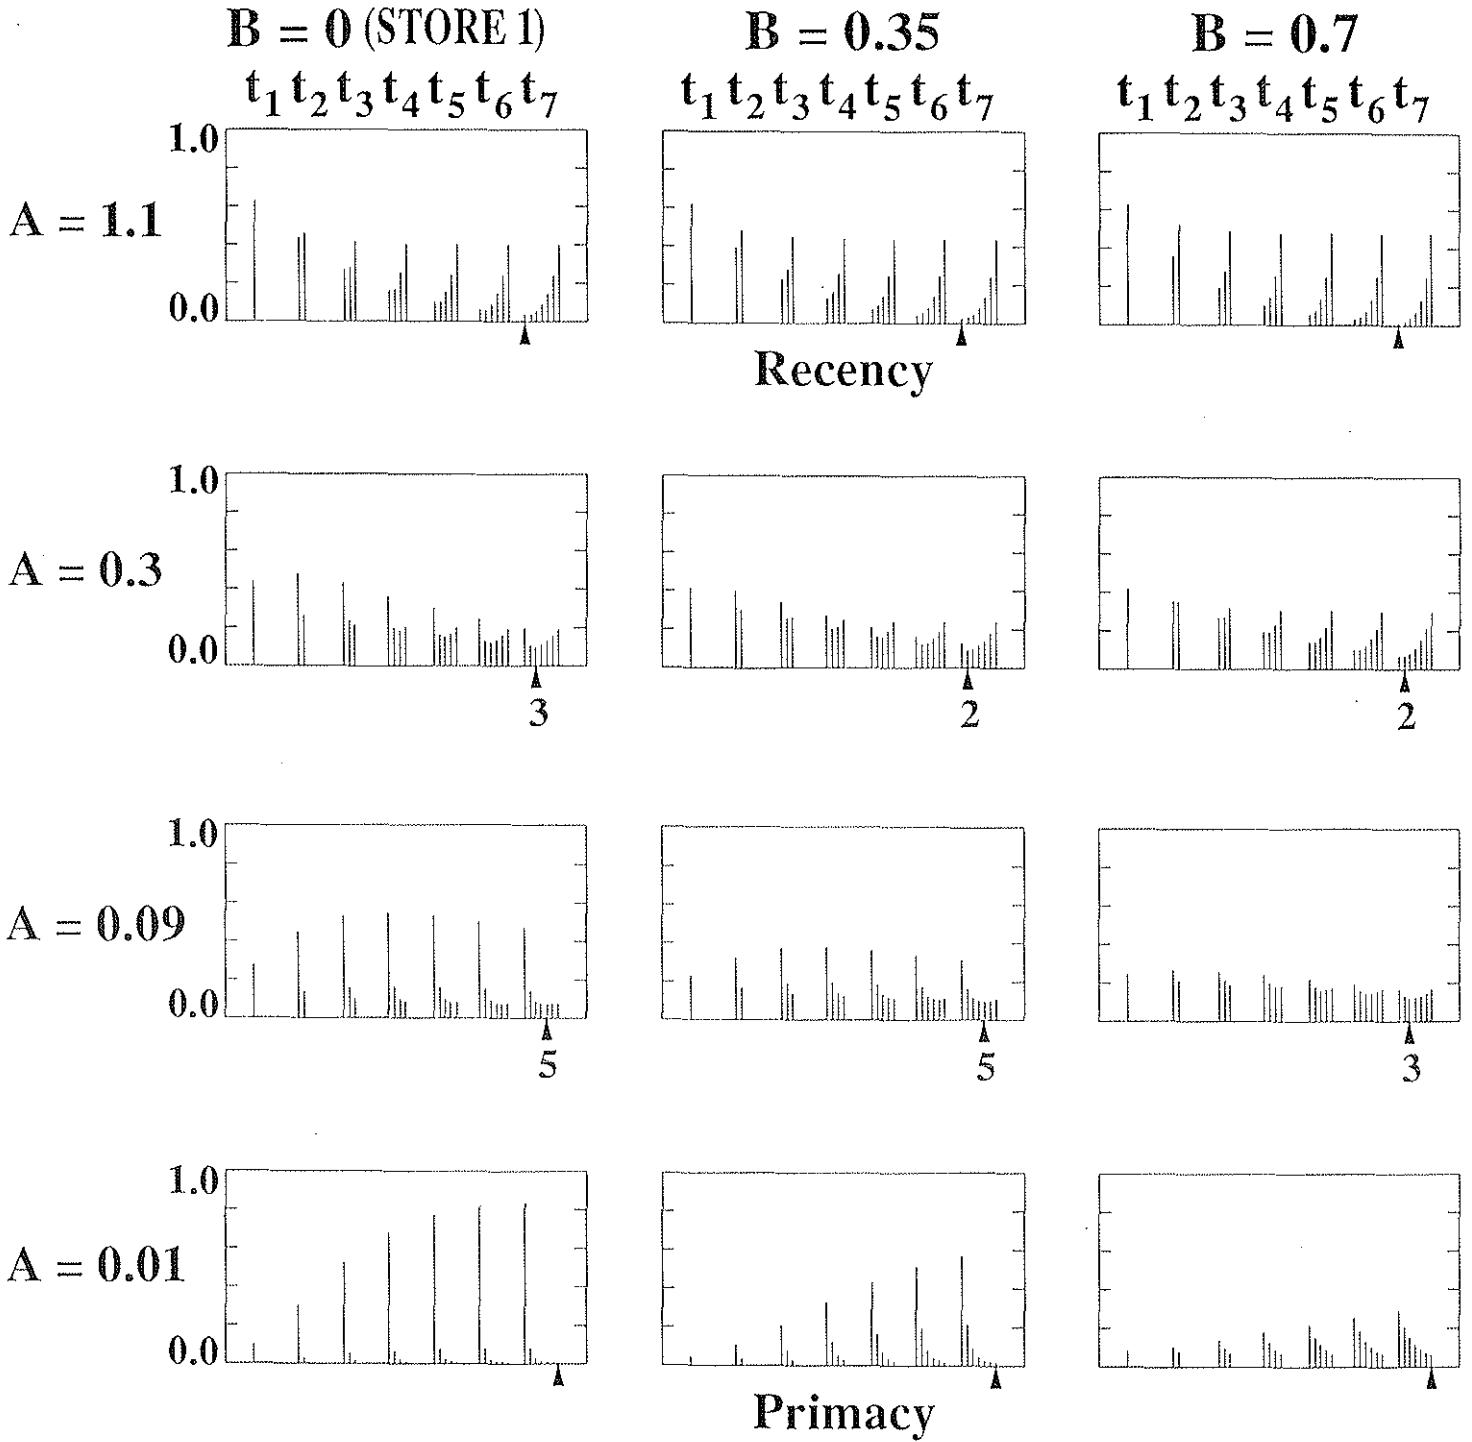 B = 0 (STORE 1) B = 0.35 B = 0.7
t1 t2 t3 t4 t5 t6 t7 t1 t2 t3 t4 t5 t6 t7 t1 t2 t3 t4 t5 t6 t7
1.0
A = 1.1
0.0
Recency
1.0
A = 0.3
0.0
3 2 2
1.0
A = 0.09
0.0
5 5 3
1.0
A = 0.01
0.0
Primacy